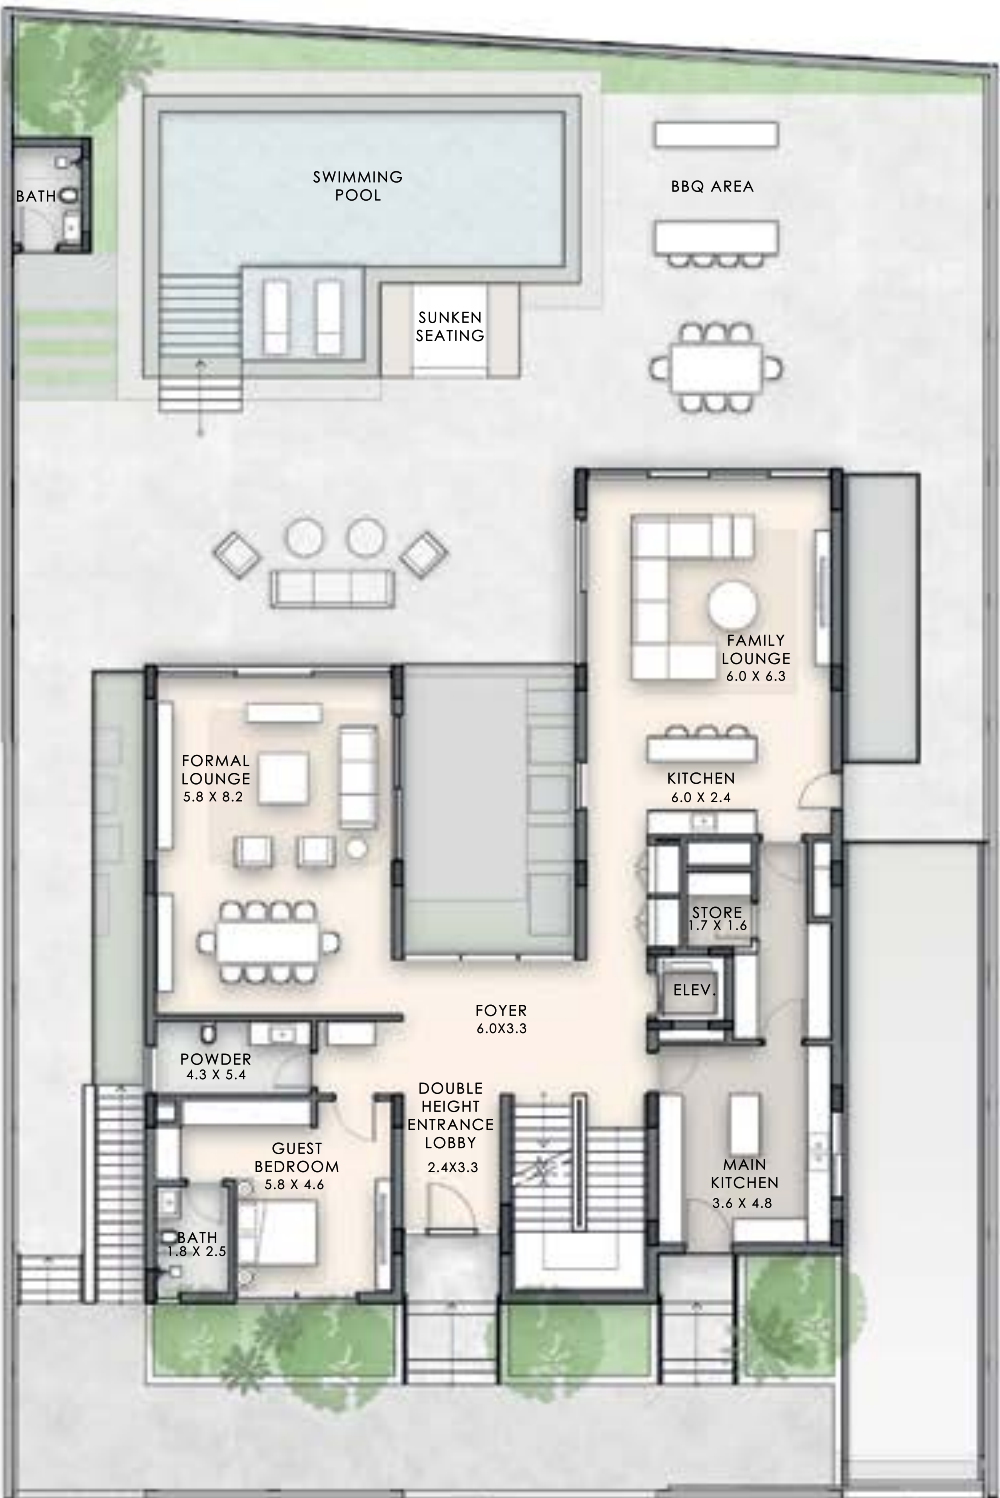 SWIMMING
POOL
BBQ AREA
BATH
SUNKEN
SEATING
FAMILY
LOUNGE
6.0 X 6.3
FORMAL
LOUNGE
5.8 X 8.2
KITCHEN
6.0 X 2.4
STORE
1.7 X 1.6
ELEV.
FOYER
6.0X3.3
POWDER
4.3 X 5.4
DOUBLE
HEIGHT
ENTRANCE
LOBBY
2.4X3.3
GUEST
BEDROOM
5.8 X 4.6
MAIN
KITCHEN
3.6 X 4.8
BATH
1.8 X 2.5